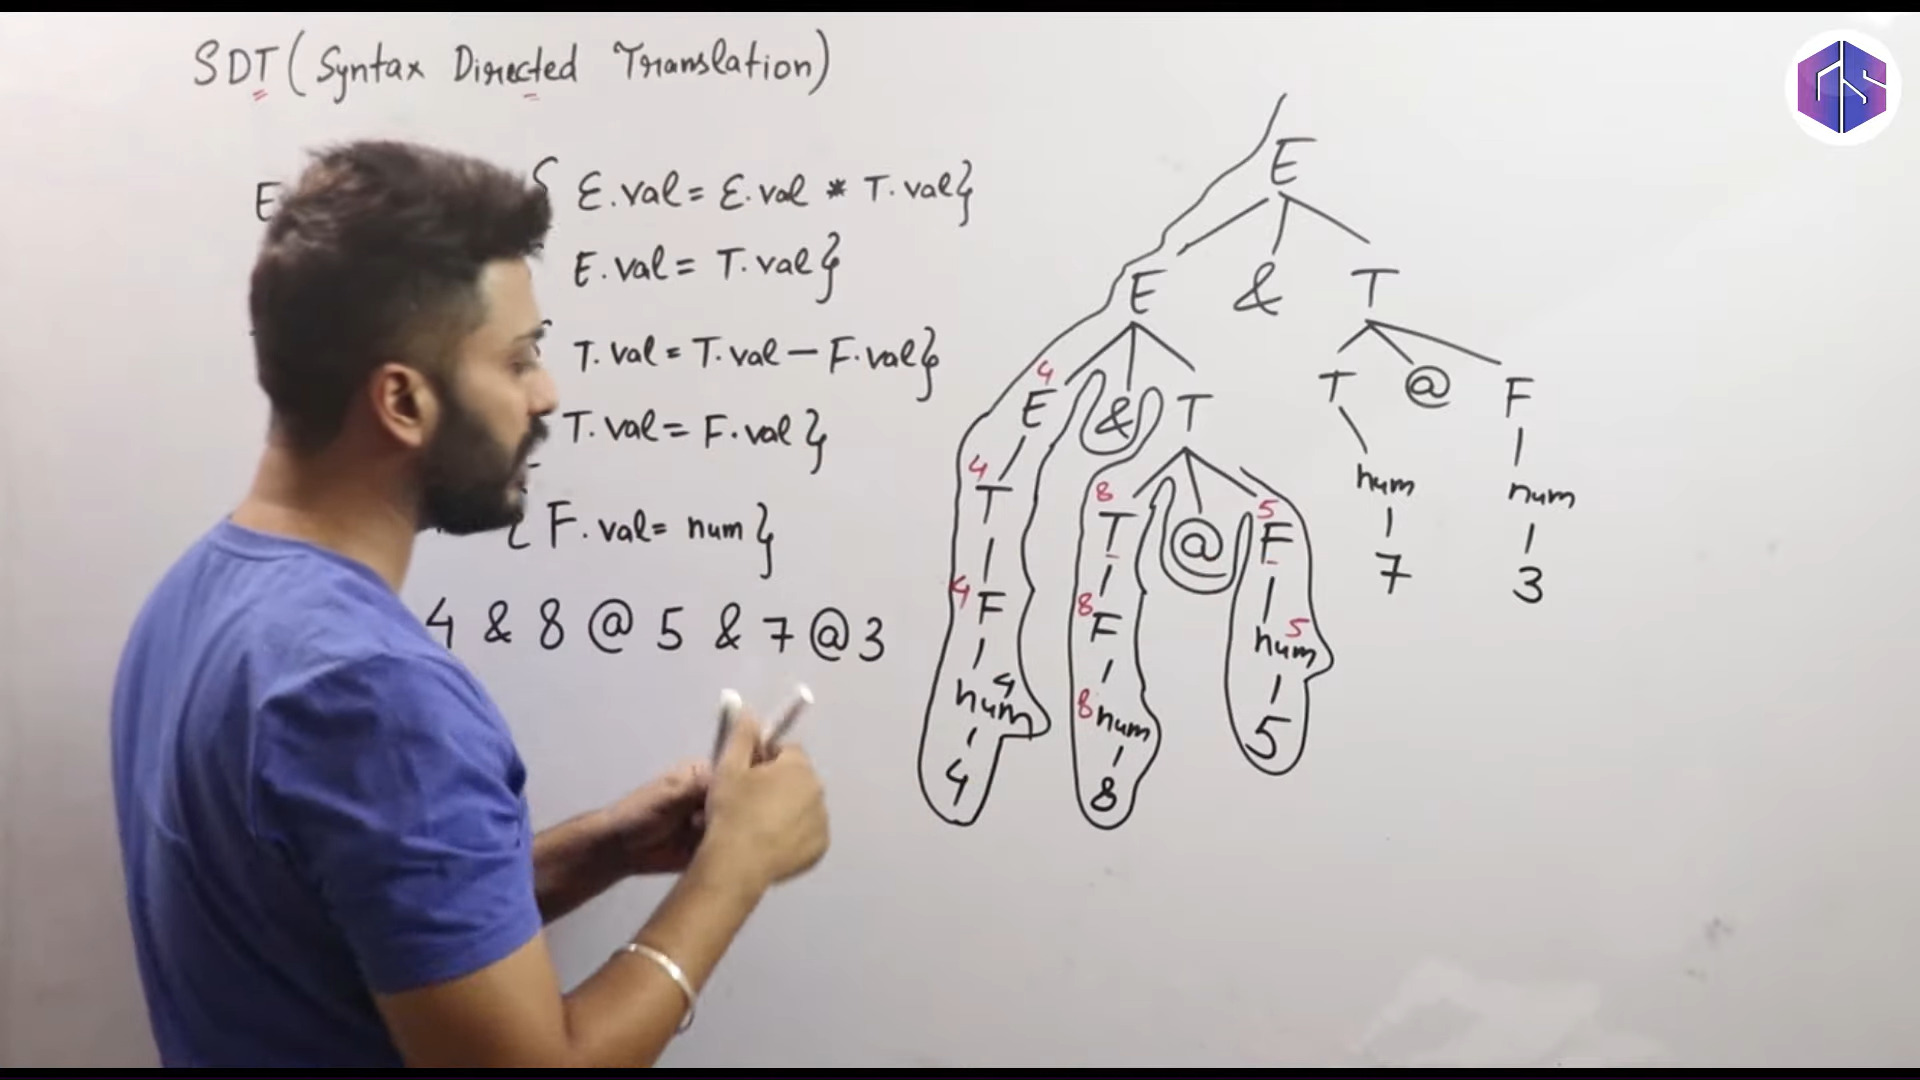 SDT (Syntax Directed Translation)
E { E.val = E.val * T.val}
E.val = T.val}
T.val = T.val - F.val}
T.val = F.val}
{ F.val = num}
4 & 8 @ 5 & 7 @ 3
E
E & T
4
E & T T @ F
4 8 5
T T @ F num num
7 3
4 8
F F num 5
4 8
num num 5
4 8
GS